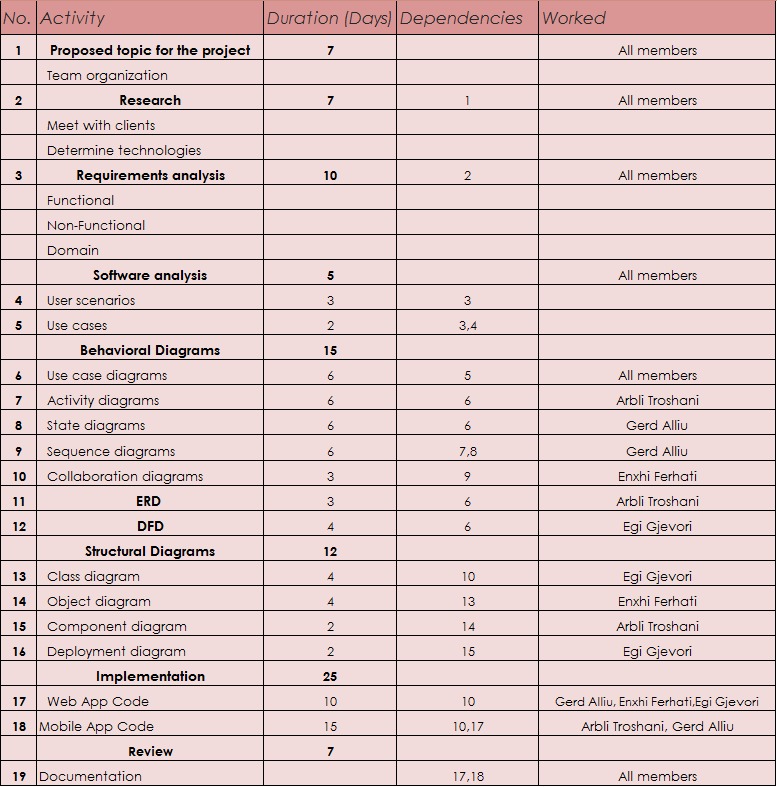 No. Activity Duration (Days) Dependencies Worked
1 Proposed topic for the project 7 All members
Team organization
2 Research 7 1 All members
Meet with clients
Determine technologies
3 Requirements analysis 10 2 All members
Functional
Non-Functional
Domain
Software analysis 5 All members
4 User scenarios 3 3
5 Use cases 2 3,4
Behavioral Diagrams 15
6 Use case diagrams 6 5 All members
7 Activity diagrams 6 6 Arbli Troshani
8 State diagrams 6 6 Gerd Alliu
9 Sequence diagrams 6 7,8 Gerd Alliu
10 Collaboration diagrams 3 9 Enxhi Ferhati
11 ERD 3 6 Arbli Troshani
12 DFD 4 6 Egi Gjevori
Structural Diagrams 12
13 Class diagram 4 10 Egi Gjevori
14 Object diagram 4 13 Enxhi Ferhati
15 Component diagram 2 14 Arbli Troshani
16 Deployment diagram 2 15 Egi Gjevori
Implementation 25
17 Web App Code 10 10 Gerd Alliu, Enxhi Ferhati,Egi Gjevori
18 Mobile App Code 15 10,17 Arbli Troshani, Gerd Alliu
Review 7
19 Documentation 17,18 All members